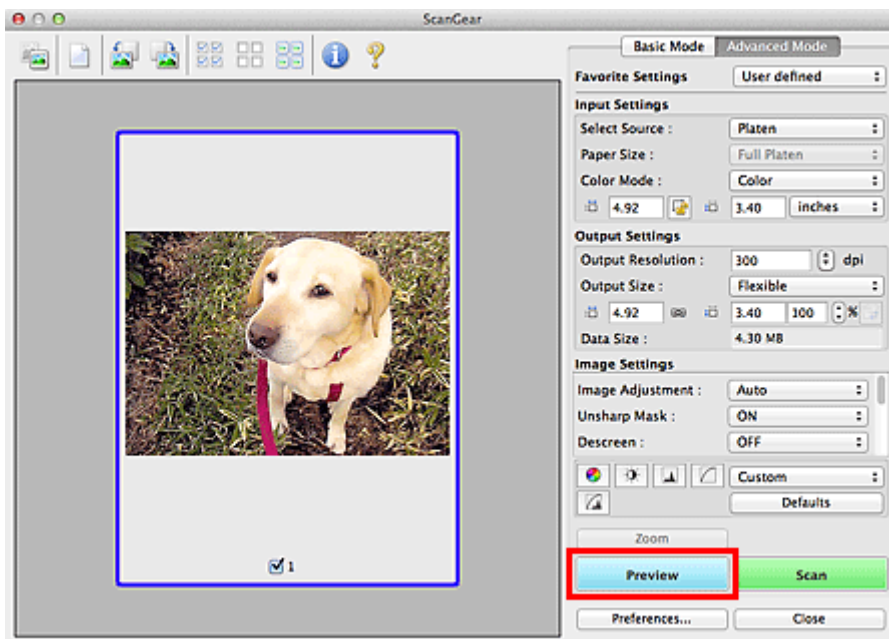 ScanGear
Basic Mode Advanced Mode
Favorite Settings User defined
Input Settings
Select Source : Platen
Paper Size : Full Platen
Color Mode : Color
4.92 3.40 inches
Output Settings
Output Resolution : 300 dpi
Output Size : Flexible
4.92 3.40 100 %
Data Size : 4.30 MB
Image Settings
Image Adjustment : Auto
Unsharp Mask : ON
Descreen : OFF
Custom
Defaults
Zoom
Preview Scan
Preferences... Close
1